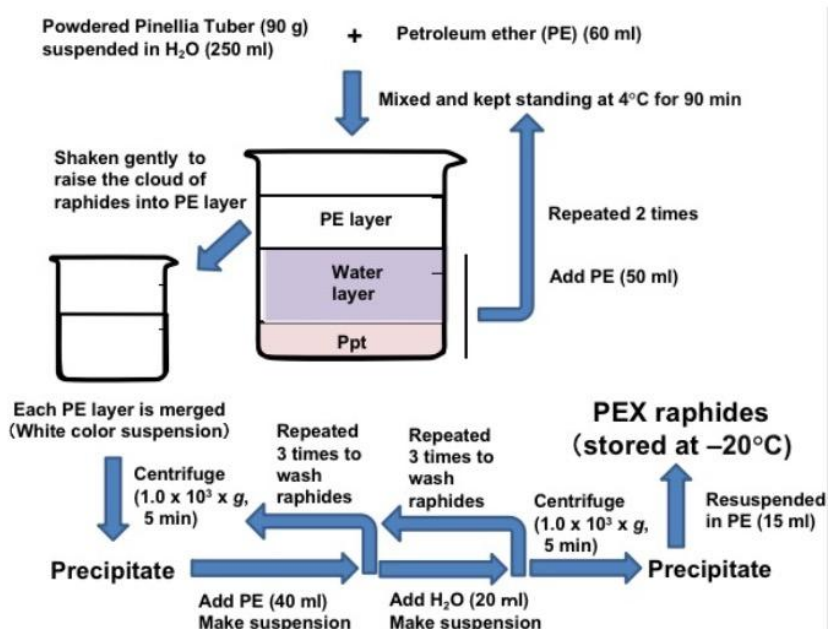 Powdered Pinellia Tuber (90 g)
suspended in H₂O (250 ml)
+
Petroleum ether (PE) (60 ml)
Mixed and kept standing at 4°C for 90 min
Shaken gently to
raise the cloud of
raphides into PE layer
PE layer
Water
layer
Ppt
Repeated 2 times
Add PE (50 ml)
Each PE layer is merged
(White color suspension)
Centrifuge
(1.0 x 10³ x g,
5 min)
Repeated
3 times to
wash
raphides
Repeated
3 times to
wash
raphides
PEX raphides
(stored at –20°C)
Centrifuge
(1.0 x 10³ x g,
5 min)
Resuspended
in PE (15 ml)
Precipitate
Add PE (40 ml)
Make suspension
Add H₂O (20 ml)
Make suspension
Precipitate